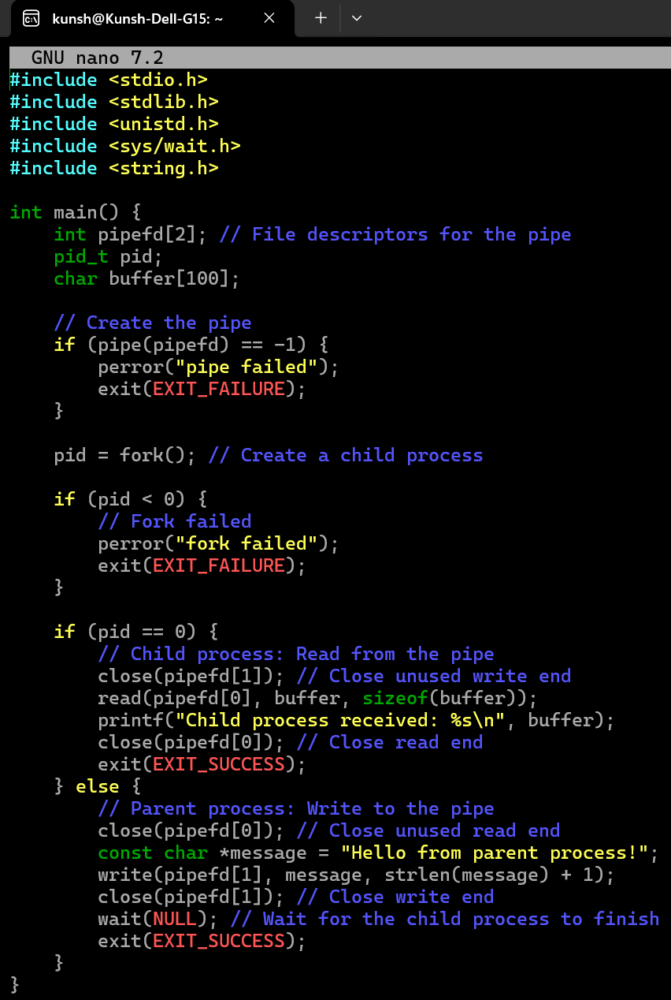 kunsh@Kunsh-Dell-G15: ~
GNU nano 7.2
#include <stdio.h>
#include <stdlib.h>
#include <unistd.h>
#include <sys/wait.h>
#include <string.h>

int main() {
    int pipefd[2]; // File descriptors for the pipe
    pid_t pid;
    char buffer[100];

    // Create the pipe
    if (pipe(pipefd) == -1) {
        perror("pipe failed");
        exit(EXIT_FAILURE);
    }

    pid = fork(); // Create a child process

    if (pid < 0) {
        // Fork failed
        perror("fork failed");
        exit(EXIT_FAILURE);
    }

    if (pid == 0) {
        // Child process: Read from the pipe
        close(pipefd[1]); // Close unused write end
        read(pipefd[0], buffer, sizeof(buffer));
        printf("Child process received: %s\n", buffer);
        close(pipefd[0]); // Close read end
        exit(EXIT_SUCCESS);
    } else {
        // Parent process: Write to the pipe
        close(pipefd[0]); // Close unused read end
        const char *message = "Hello from parent process!";
        write(pipefd[1], message, strlen(message) + 1);
        close(pipefd[1]); // Close write end
        wait(NULL); // Wait for the child process to finish
        exit(EXIT_SUCCESS);
    }
}